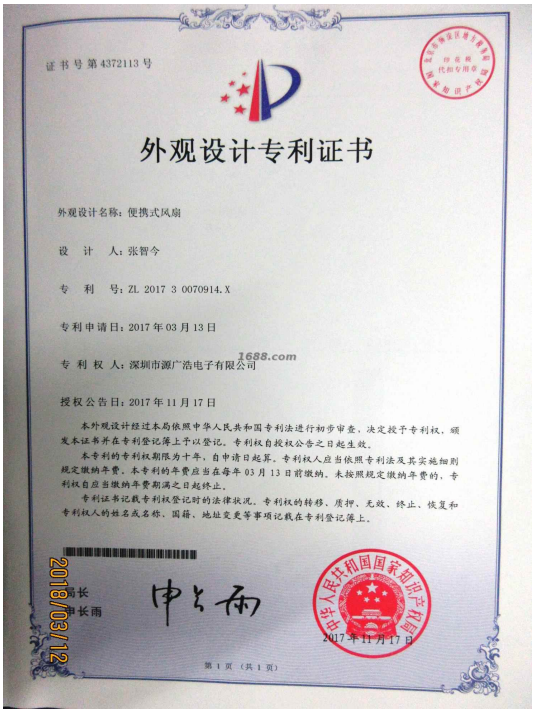 证书号第4372113号
外观设计专利证书
外观设计名称：便携式风扇
设计人：张智今
专利号：ZL 2017 3 0070914.X
专利申请日：2017年03月13日
1688.com
专利权人：深圳市源广浩电子有限公司
授权公告日：2017年11月17日
本外观设计经过本局依照中华人民共和国专利法进行初步审查，决定授予专利权，颁
发本证书并在专利登记簿上予以登记。专利权自授权公告之日起生效。
本专利的专利权期限为十年，自申请日起算。专利权人应当依照专利法及其实施细则
规定缴纳年费。本专利的年费应当在每年03月13日前缴纳。未按照规定缴纳年费的，专
利权自应当缴纳年费期满之日起终止。
专利证书记载专利权登记时的法律状况。专利权的转移、质押、无效、终止、恢复和
专利权人的姓名或名称、国籍、地址变更等事项记载在专利登记簿上。
局长
申长雨
申长雨
中华人民共和国国家知识产权局
2017年11月17日
第1页（共1页）
2018/03/12
代扣专用章
国家知识产权局